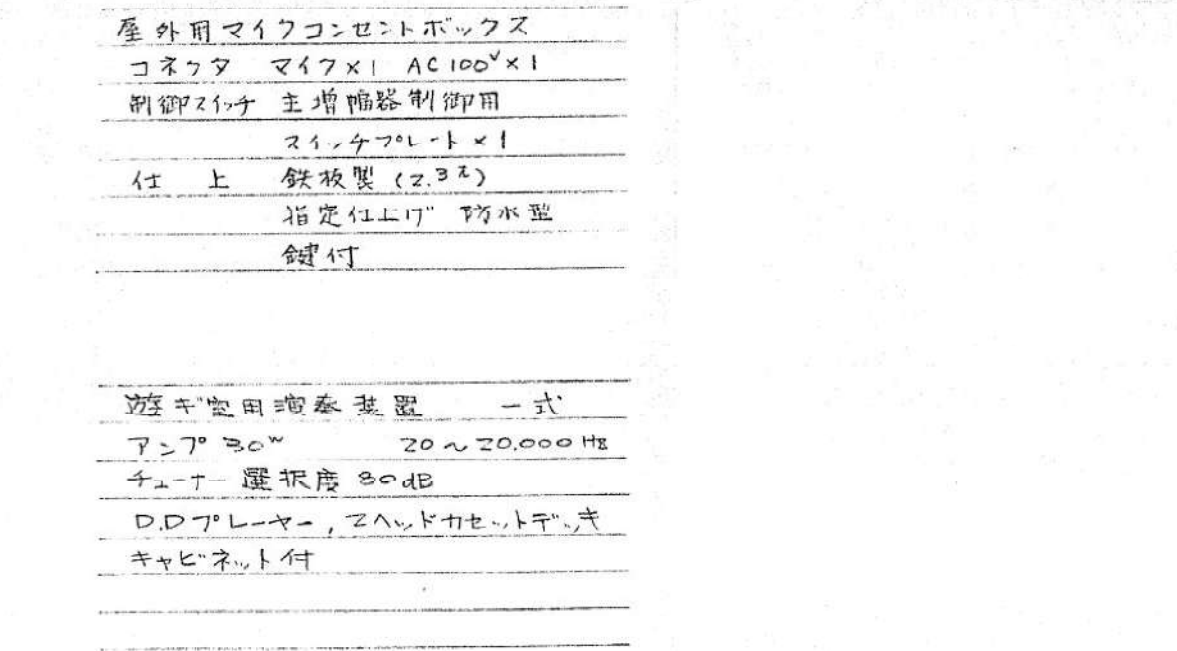 屋外用マイクコンセントボックス
コネクタ マイク×1 AC100V×1
制御スイッチ 主増幅器制御用
スイッチプレート×1
仕上 鉄板製(2.3t)
指定仕上げ 防水型
鍵付
遊ギ室用演奏装置 一式
アンプ 30W 20~20.000Hz
チューナー選択度 80dB
D.Dプレーヤー, 2ヘッドカセットデッキ
キャビネット付